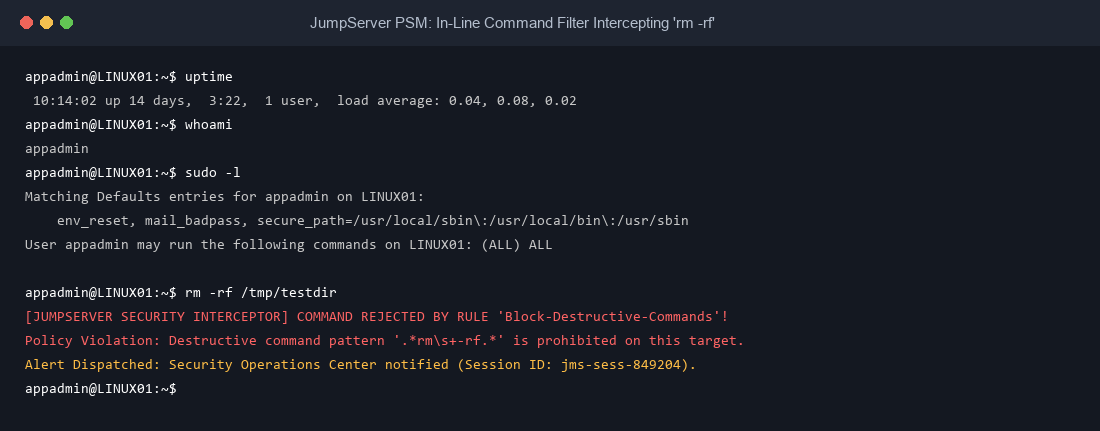 JumpServer PSM: In-Line Command Filter Intercepting 'rm -rf'
appadmin@LINUX01:~$ uptime
 10:14:02 up 14 days,  3:22,  1 user,  load average: 0.04, 0.08, 0.02
appadmin@LINUX01:~$ whoami
appadmin
appadmin@LINUX01:~$ sudo -l
Matching Defaults entries for appadmin on LINUX01:
    env_reset, mail_badpass, secure_path=/usr/local/sbin\:/usr/local/bin\:/usr/sbin
User appadmin may run the following commands on LINUX01: (ALL) ALL
appadmin@LINUX01:~$ rm -rf /tmp/testdir
[JUMPSERVER SECURITY INTERCEPTOR] COMMAND REJECTED BY RULE 'Block-Destructive-Commands'!
Policy Violation: Destructive command pattern '.*rm\s+-rf.*' is prohibited on this target.
Alert Dispatched: Security Operations Center notified (Session ID: jms-sess-849204).
appadmin@LINUX01:~$